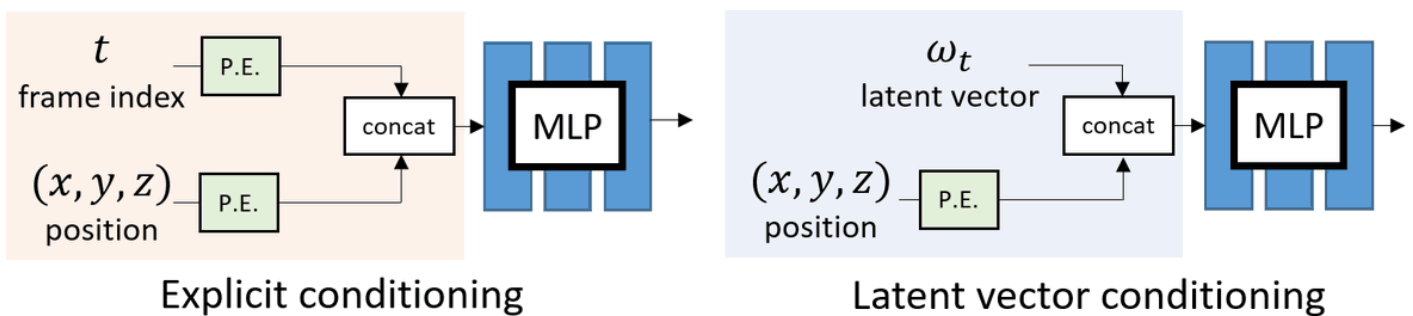 t
P.E.
frame index
concat
MLP
(x, y, z)
P.E.
position
Explicit conditioning
ω_t
latent vector
concat
MLP
(x, y, z)
P.E.
position
Latent vector conditioning